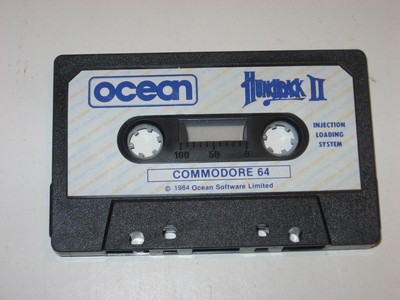 ocean
HUNCHBACK II
INJECTION
LOADING
SYSTEM
100 50 0
COMMODORE 64
© 1984 Ocean Software Limited